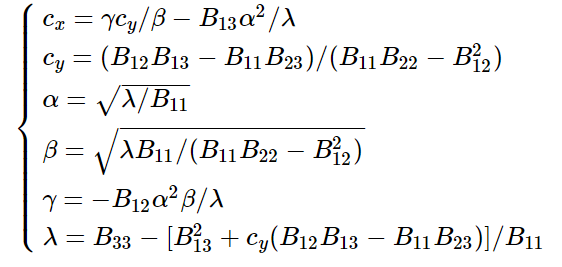 c_x = γc_y/β − B_13α^2/λ
c_y = (B_12B_13 − B_11B_23)/(B_11B_22 − B_12^2)
α = √(λ/B_11)
β = √(λB_11/(B_11B_22 − B_12^2))
γ = −B_12α^2β/λ
λ = B_33 − [B_13^2 + c_y(B_12B_13 − B_11B_23)]/B_11